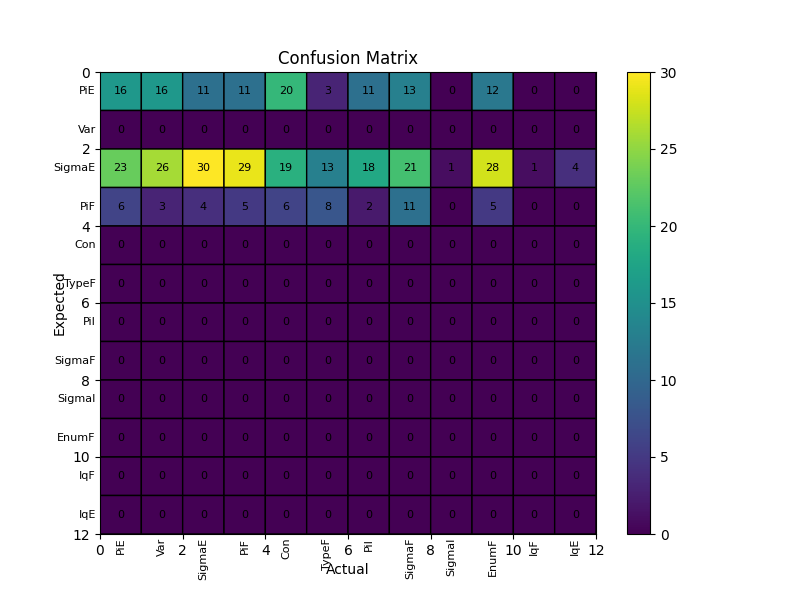 Confusion Matrix
0
PiE 16 16 11 11 20 3 11 13 0 12 0 0
Var 0 0 0 0 0 0 0 0 0 0 0 0
2
SigmaE 23 26 30 29 19 13 18 21 1 28 1 4
PiF 6 3 4 5 6 8 2 11 0 5 0 0
4
Con 0 0 0 0 0 0 0 0 0 0 0 0
TypeF 0 0 0 0 0 0 0 0 0 0 0 0
6
PiI 0 0 0 0 0 0 0 0 0 0 0 0
SigmaF 0 0 0 0 0 0 0 0 0 0 0 0
8
SigmaI 0 0 0 0 0 0 0 0 0 0 0 0
EnumF 0 0 0 0 0 0 0 0 0 0 0 0
10
IqF 0 0 0 0 0 0 0 0 0 0 0 0
IqE 0 0 0 0 0 0 0 0 0 0 0 0
12
Expected
0 2 4 6 8 10 12
PiE Var SigmaE PiF Con TypeF PiI SigmaF SigmaI EnumF IqF IqE
Actual
30
25
20
15
10
5
0